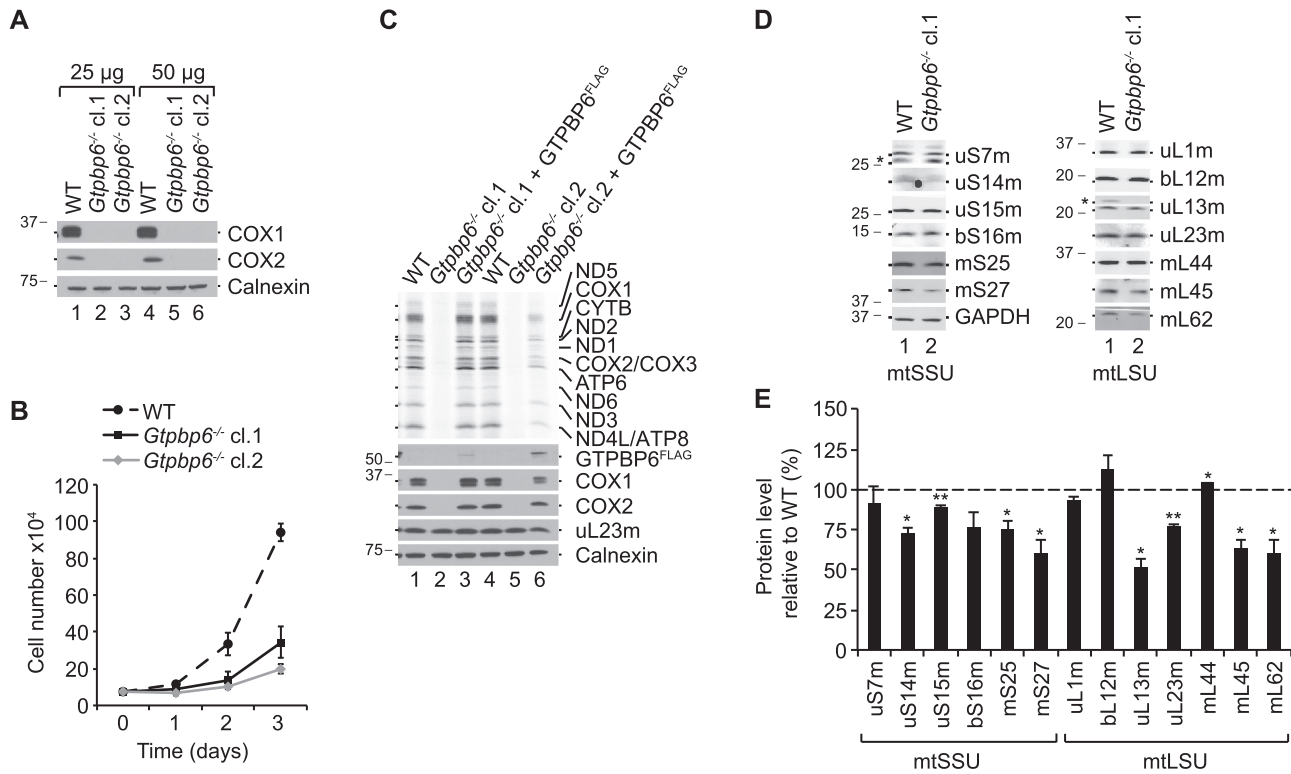 A
25 µg
50 µg
WT
Gtpbp6-/- cl.1
Gtpbp6-/- cl.2
WT
Gtpbp6-/- cl.1
Gtpbp6-/- cl.2
37
COX1
COX2
75
Calnexin
1 2 3 4 5 6
B
WT
Gtpbp6-/- cl.1
Gtpbp6-/- cl.2
Cell number x10⁴
120
100
80
60
40
20
0
0 1 2 3
Time (days)
C
WT
Gtpbp6-/- cl.1
Gtpbp6-/- cl.1 + GTPBP6FLAG
WT
Gtpbp6-/- cl.2
Gtpbp6-/- cl.2 + GTPBP6FLAG
ND5
COX1
CYTB
ND2
ND1
COX2/COX3
ATP6
ND6
ND3
ND4L/ATP8
50
GTPBP6FLAG
37
COX1
COX2
uL23m
75
Calnexin
1 2 3 4 5 6
D
WT
Gtpbp6-/- cl.1
* 25
uS7m
uS14m
25
uS15m
15
bS16m
mS25
37
mS27
37
GAPDH
1 2
mtSSU
WT
Gtpbp6-/- cl.1
37
uL1m
20
bL12m
*
20
uL13m
uL23m
37
mL44
mL45
20
mL62
1 2
mtLSU
E
Protein level
relative to WT (%)
150
125
100
75
50
25
0
* ** * * * ** * * *
uS7m
uS14m
uS15m
bS16m
mS25
mS27
uL1m
bL12m
uL13m
uL23m
mL44
mL45
mL62
mtSSU
mtLSU